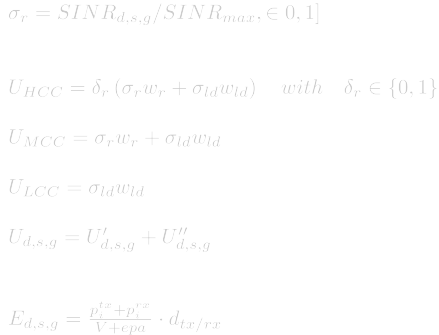 σ_r = SINR_{d,s,g}/SINR_{max}, ∈ 0, 1]
U_{HCC} = δ_r (σ_r w_r + σ_{ld} w_{ld}) with δ_r ∈ {0, 1}
U_{MCC} = σ_r w_r + σ_{ld} w_{ld}
U_{LCC} = σ_{ld} w_{ld}
U_{d,s,g} = U'_{d,s,g} + U''_{d,s,g}
E_{d,s,g} = \frac{p_i^{tx} + p_i^{rx}}{V + epa} · d_{tx/rx}